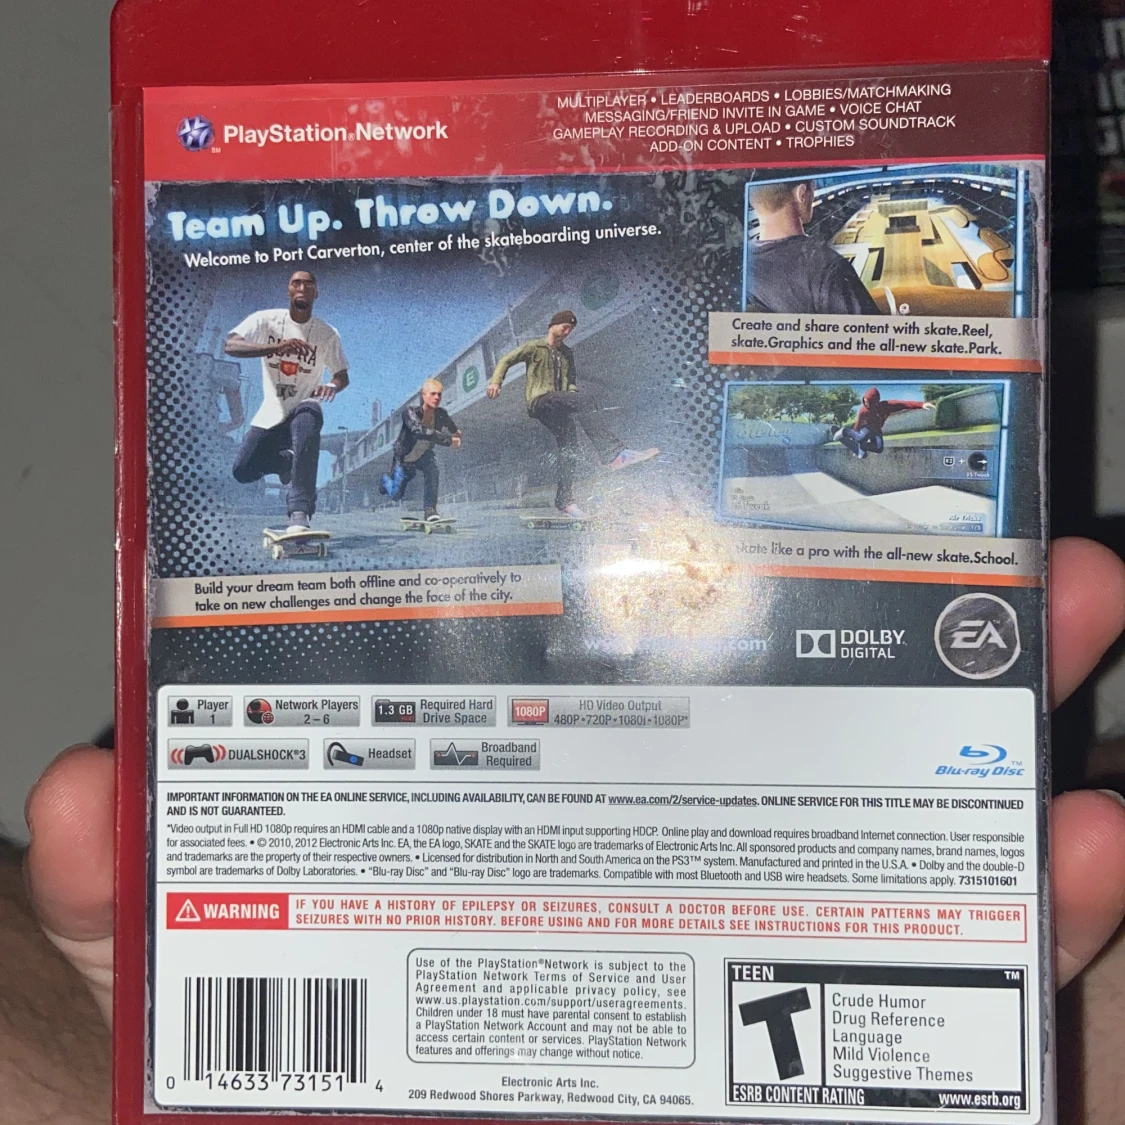 PlayStation®Network
SM
MULTIPLAYER • LEADERBOARDS • LOBBIES/MATCHMAKING
MESSAGING/FRIEND INVITE IN GAME • VOICE CHAT
GAMEPLAY RECORDING & UPLOAD • CUSTOM SOUNDTRACK
ADD-ON CONTENT • TROPHIES
Team Up. Throw Down.
Welcome to Port Carverton, center of the skateboarding universe.
Create and share content with skate.Reel,
skate.Graphics and the all-new skate.Park.
skate like a pro with the all-new skate.School.
Build your dream team both offline and co-operatively to
take on new challenges and change the face of the city.
DOLBY
DIGITAL
EA
Player
1
Network Players
2 – 6
1.3 GB
Required Hard
Drive Space
1080P
HD Video Output
480P•720P•1080i•1080P*
DUALSHOCK®3
Headset
Broadband
Required
Blu-ray Disc™
IMPORTANT INFORMATION ON THE EA ONLINE SERVICE, INCLUDING AVAILABILITY, CAN BE FOUND AT www.ea.com/2/service-updates. ONLINE SERVICE FOR THIS TITLE MAY BE DISCONTINUED
AND IS NOT GUARANTEED.
*Video output in Full HD 1080p requires an HDMI cable and a 1080p native display with an HDMI input supporting HDCP. Online play and download requires broadband Internet connection. User responsible
for associated fees. • © 2010, 2012 Electronic Arts Inc. EA, the EA logo, SKATE and the SKATE logo are trademarks of Electronic Arts Inc. All sponsored products and company names, brand names, logos
and trademarks are the property of their respective owners. • Licensed for distribution in North and South America on the PS3™ system. Manufactured and printed in the U.S.A. • Dolby and the double-D
symbol are trademarks of Dolby Laboratories. • "Blu-ray Disc" and "Blu-ray Disc" logo are trademarks. Compatible with most Bluetooth and USB wire headsets. Some limitations apply. 7315101601
WARNING
IF YOU HAVE A HISTORY OF EPILEPSY OR SEIZURES, CONSULT A DOCTOR BEFORE USE. CERTAIN PATTERNS MAY TRIGGER
SEIZURES WITH NO PRIOR HISTORY. BEFORE USING AND FOR MORE DETAILS SEE INSTRUCTIONS FOR THIS PRODUCT.
0 14633 73151 4
Use of the PlayStation®Network is subject to the
PlayStation Network Terms of Service and User
Agreement and applicable privacy policy, see
www.us.playstation.com/support/useragreements.
Children under 18 must have parental consent to establish
a PlayStation Network Account and may not be able to
access certain content or services. PlayStation Network
features and offerings may change without notice.
Electronic Arts Inc.
209 Redwood Shores Parkway, Redwood City, CA 94065.
TEEN
TM
T
Crude Humor
Drug Reference
Language
Mild Violence
Suggestive Themes
ESRB CONTENT RATING
www.esrb.org